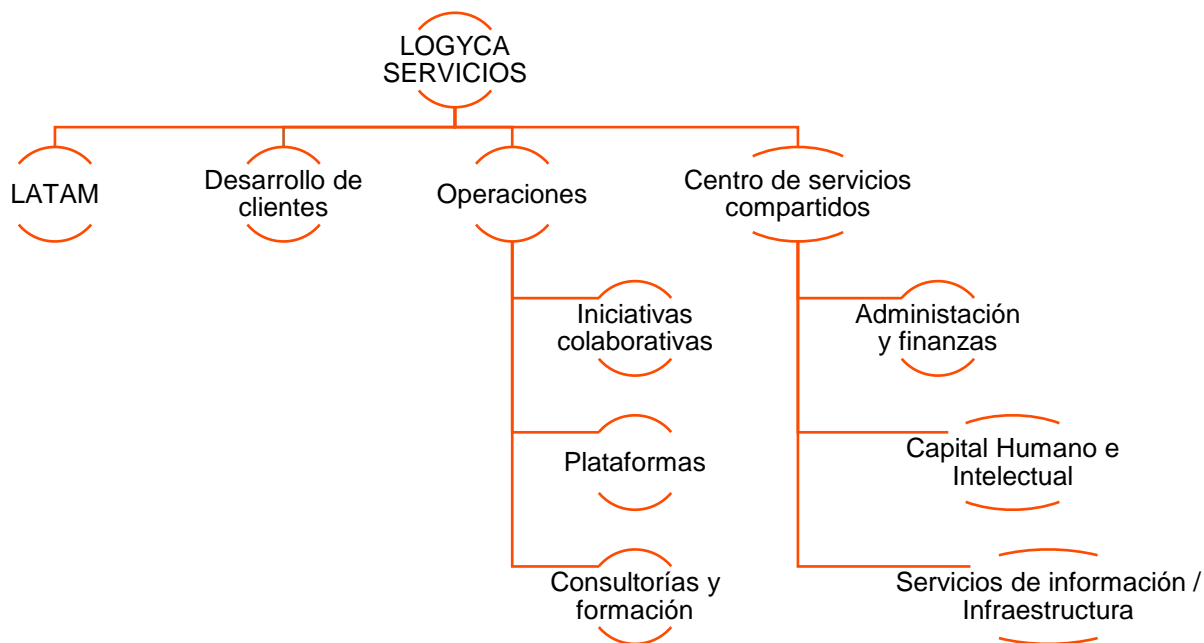 LOGYCA
SERVICIOS
LATAM
Desarrollo de
clientes
Operaciones
Centro de servicios
compartidos
Iniciativas
colaborativas
Administación
y finanzas
Plataformas
Capital Humano e
Intelectual
Consultorías y
formación
Servicios de información /
Infraestructura